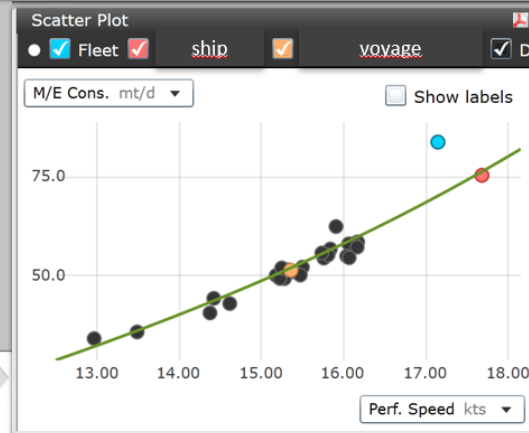 Scatter Plot
Fleet ship voyage D
M/E Cons. mt/d
Show labels
75.0
50.0
13.00 14.00 15.00 16.00 17.00 18.00
Perf. Speed kts